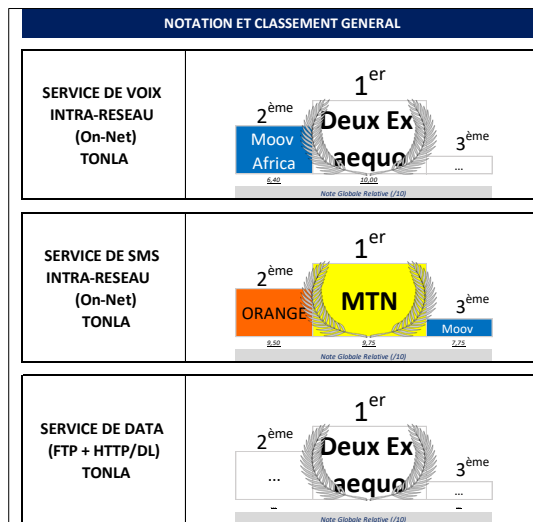 NOTATION ET CLASSEMENT GENERAL
SERVICE DE VOIX
INTRA-RESEAU
(On-Net)
TONLA
1er
2ème
Deux Ex
aequo
Moov
Africa
3ème
...
6,40
10,00
Note Globale Relative (/10)
SERVICE DE SMS
INTRA-RESEAU
(On-Net)
TONLA
1er
2ème
MTN
ORANGE
3ème
Moov
9,50
9,75
7,75
Note Globale Relative (/10)
SERVICE DE DATA
(FTP + HTTP/DL)
TONLA
1er
2ème
Deux Ex
aequo
...
3ème
...
...
...
Note Globale Relative (/10)